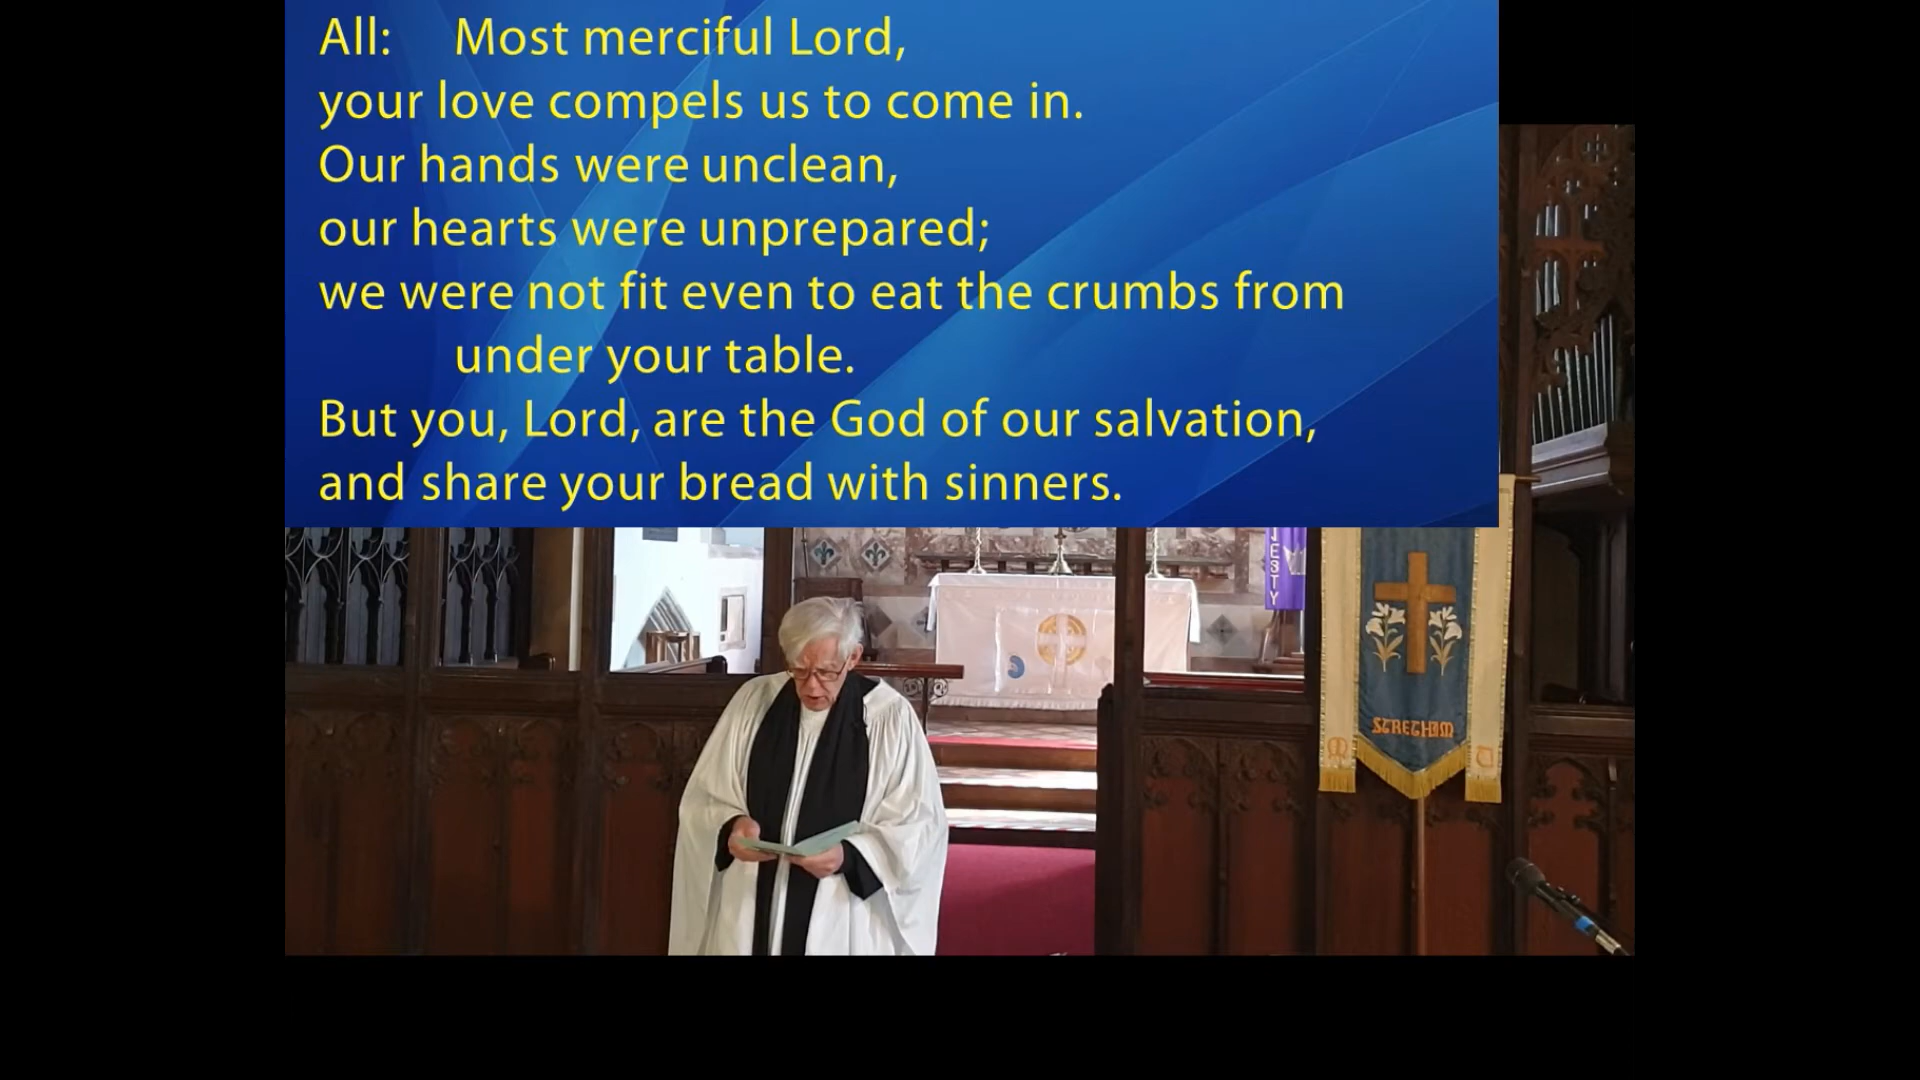 All: Most merciful Lord,
your love compels us to come in.
Our hands were unclean,
our hearts were unprepared;
we were not fit even to eat the crumbs from
under your table.
But you, Lord, are the God of our salvation,
and share your bread with sinners.
JESTY
STRETHAM
M U